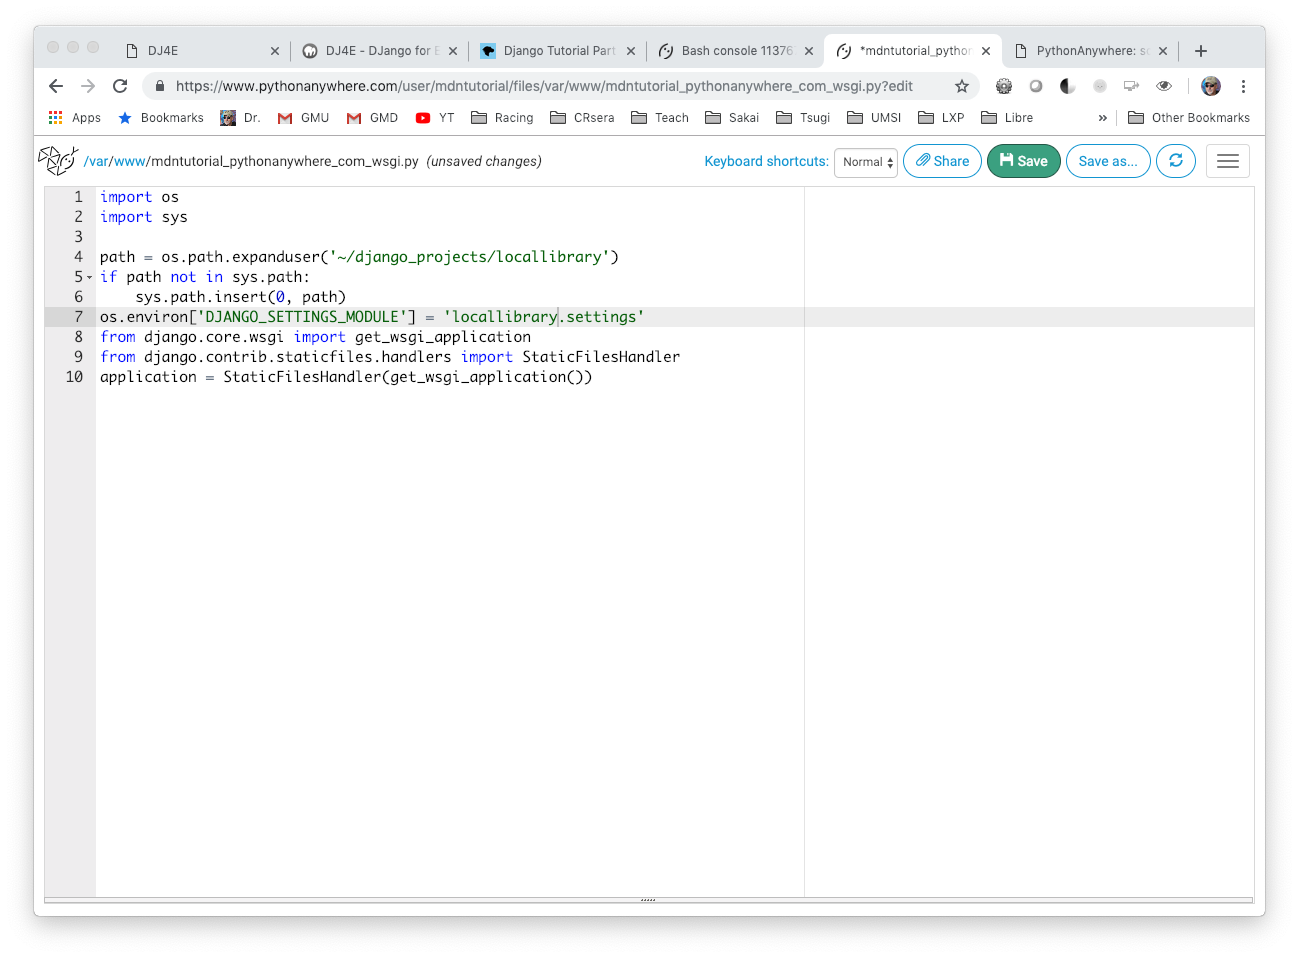 DJ4E
DJ4E - DJango for E
Django Tutorial Part
Bash console 11376
*mdntutorial_python
PythonAnywhere: s
https://www.pythonanywhere.com/user/mdntutorial/files/var/www/mdntutorial_pythonanywhere_com_wsgi.py?edit
Apps Bookmarks Dr. GMU GMD YT Racing CRsera Teach Sakai Tsugi UMSI LXP Libre » Other Bookmarks
/var/www/mdntutorial_pythonanywhere_com_wsgi.py (unsaved changes) Keyboard shortcuts: Normal Share Save Save as...
1 import os
2 import sys
3
4 path = os.path.expanduser('~/django_projects/locallibrary')
5 if path not in sys.path:
6 sys.path.insert(0, path)
7 os.environ['DJANGO_SETTINGS_MODULE'] = 'locallibrary.settings'
8 from django.core.wsgi import get_wsgi_application
9 from django.contrib.staticfiles.handlers import StaticFilesHandler
10 application = StaticFilesHandler(get_wsgi_application())